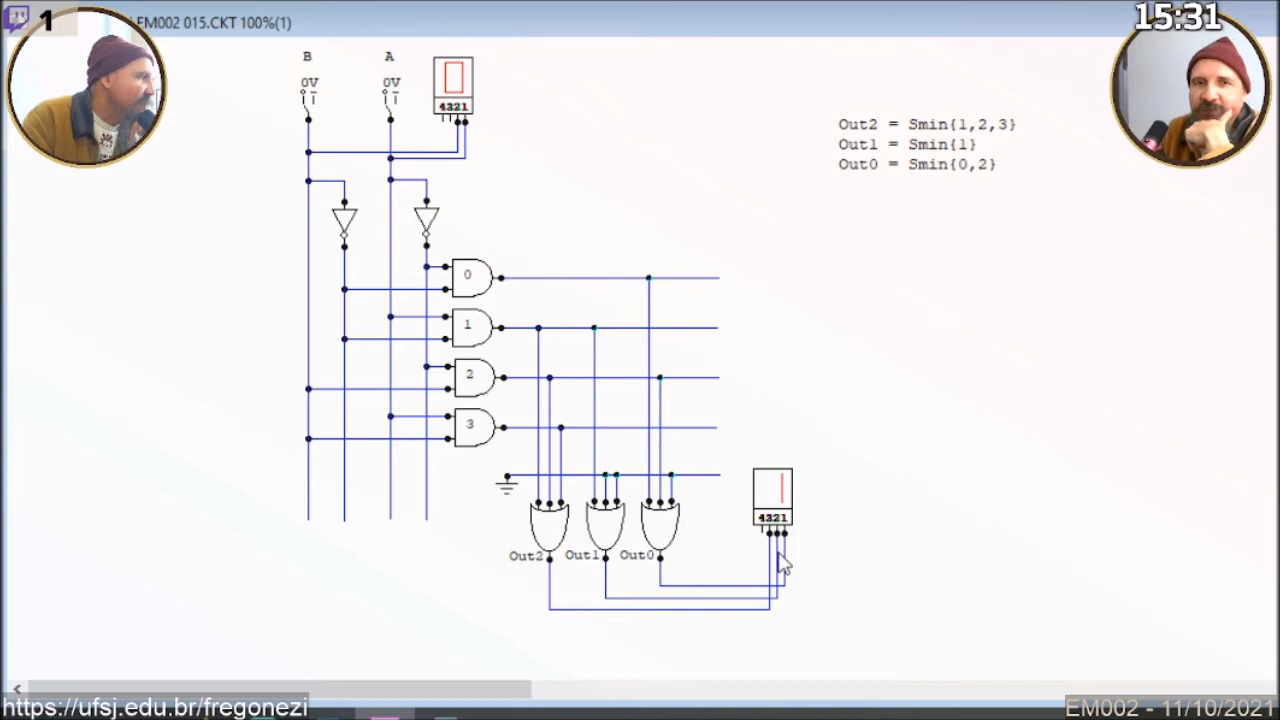 1
EM002 015.CKT 100%(1)
15:31
B
A
0V
0V
0
4321
Out2 = Smin{1,2,3}
Out1 = Smin{1}
Out0 = Smin{0,2}
0
1
2
3
1
4321
Out2
Out1
Out0
https://ufsj.edu.br/fregonezi
EM002 - 11/10/2021